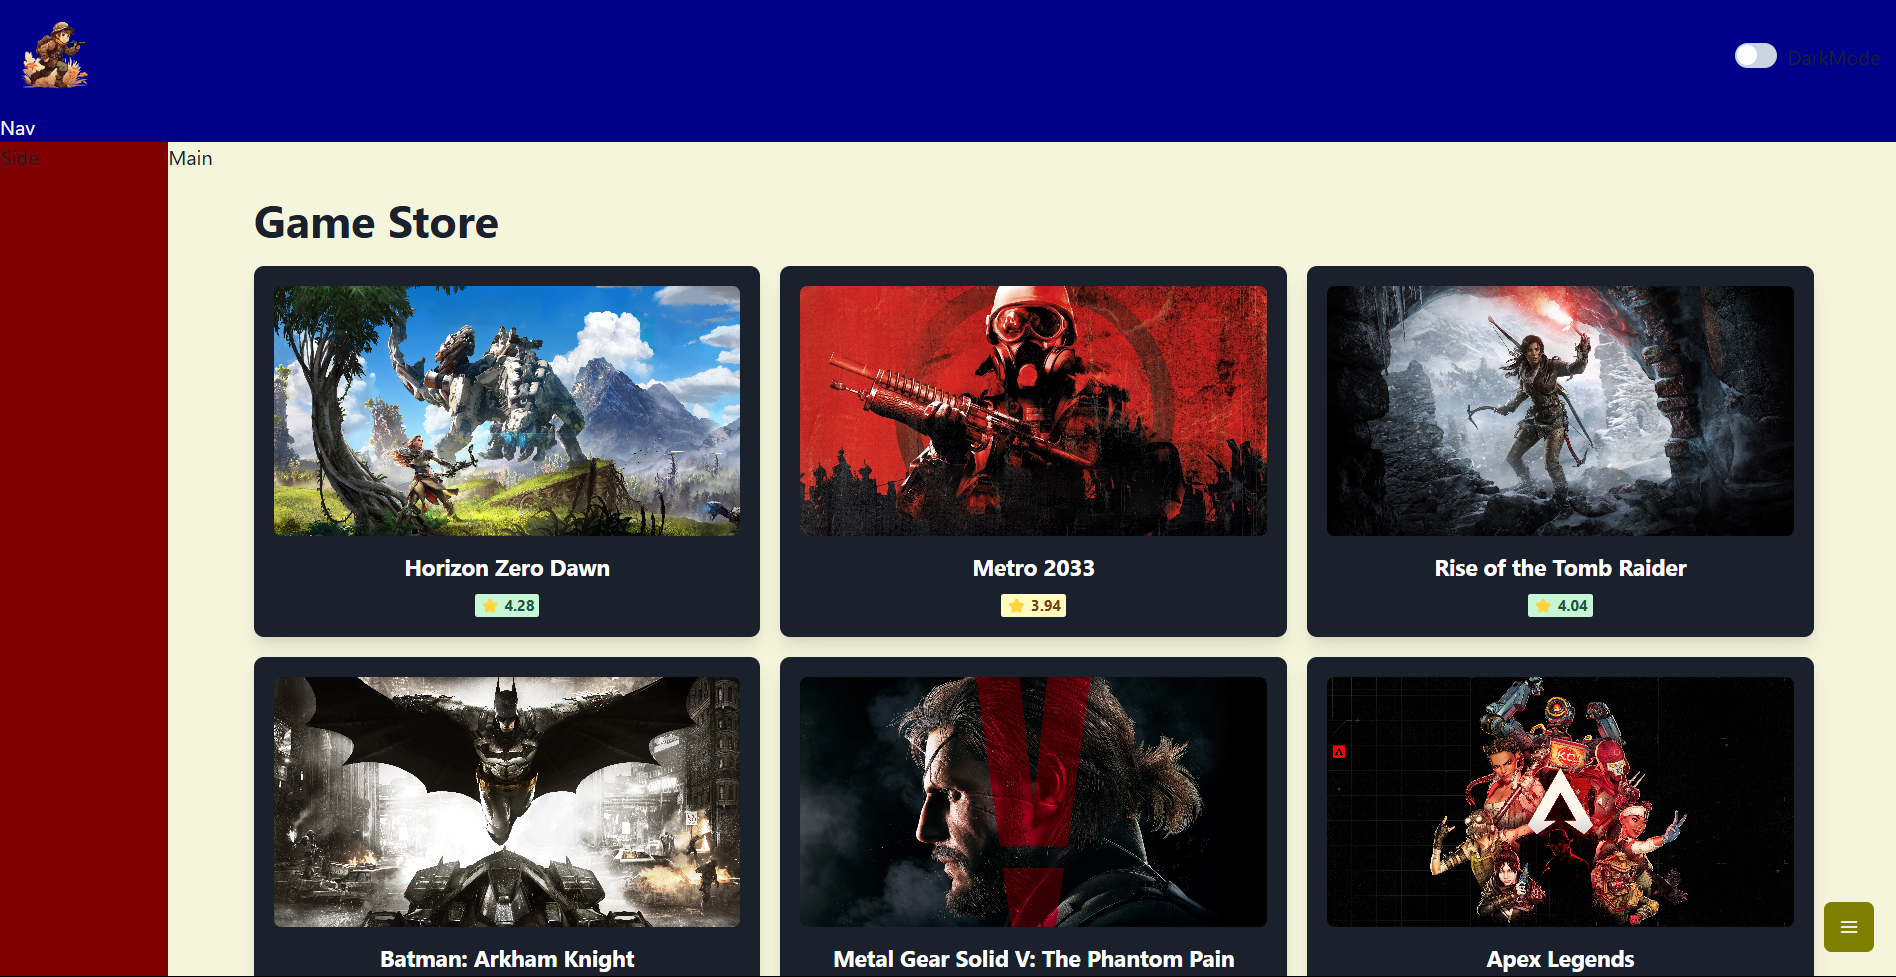 DarkMode
Nav
Side
Main
Game Store
Horizon Zero Dawn
4.28
Metro 2033
3.94
Rise of the Tomb Raider
4.04
Batman: Arkham Knight
Metal Gear Solid V: The Phantom Pain
Apex Legends